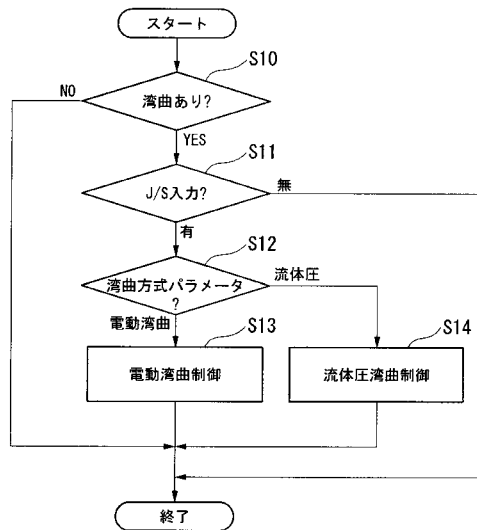 スタート
S10
湾曲あり?
NO
YES
S11
J/S入力?
無
有
S12
湾曲方式パラメータ
?
流体圧
電動湾曲
S13
S14
電動湾曲制御
流体圧湾曲制御
終了